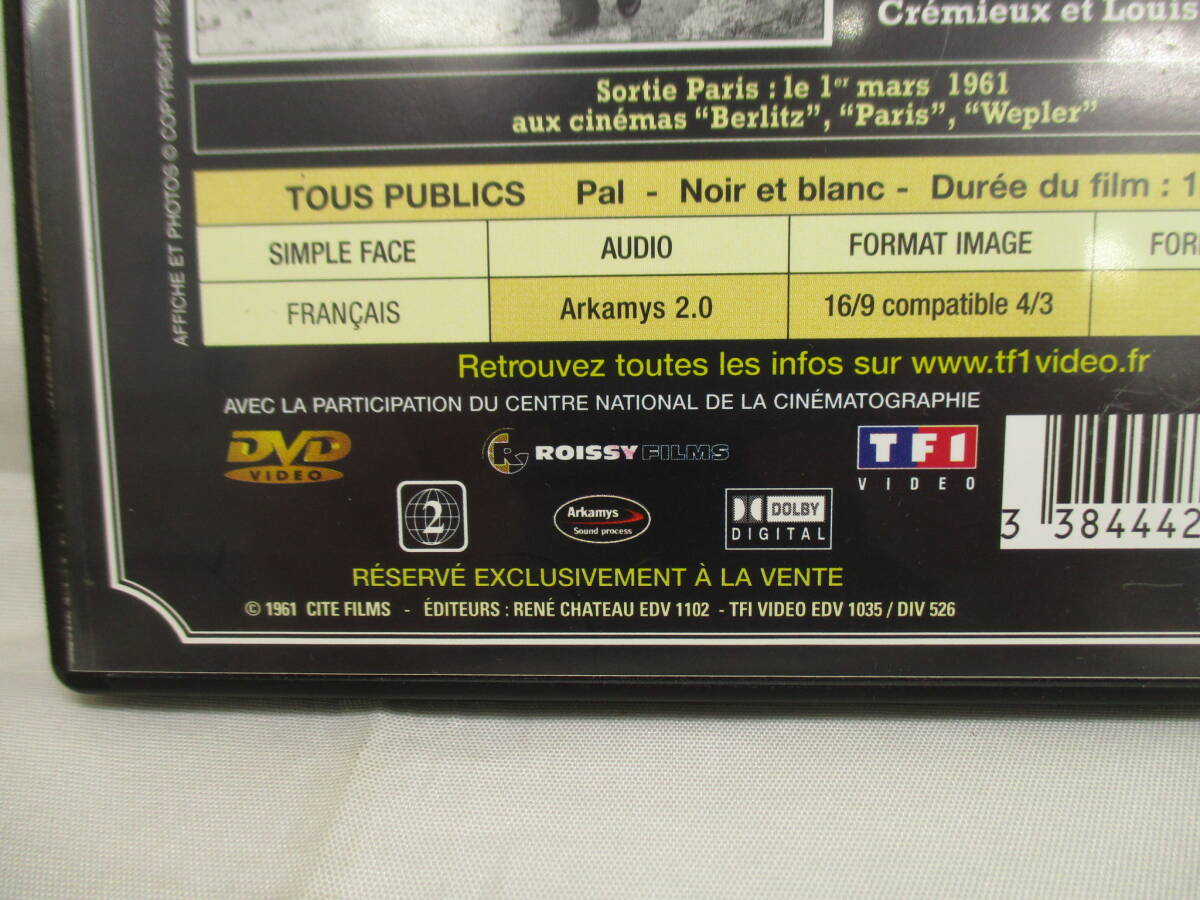 Crémieux et Louis
Sortie Paris : le 1er mars 1961
aux cinémas "Berlitz", "Paris", "Wepler"
AFFICHE ET PHOTOS © COPYRIGHT
TOUS PUBLICS Pal - Noir et blanc - Durée du film : 1
SIMPLE FACE AUDIO FORMAT IMAGE
FRANÇAIS Arkamys 2.0 16/9 compatible 4/3
Retrouvez toutes les infos sur www.tf1video.fr
AVEC LA PARTICIPATION DU CENTRE NATIONAL DE LA CINÉMATOGRAPHIE
DVD
VIDEO
R
ROISSY FILMS
TF1
VIDEO
2
Arkamys
Sound process
DOLBY
DIGITAL
3 384442
RÉSERVÉ EXCLUSIVEMENT À LA VENTE
© 1961 CITE FILMS - ÉDITEURS : RENÉ CHATEAU EDV 1102 - TFI VIDEO EDV 1035 / DIV 526